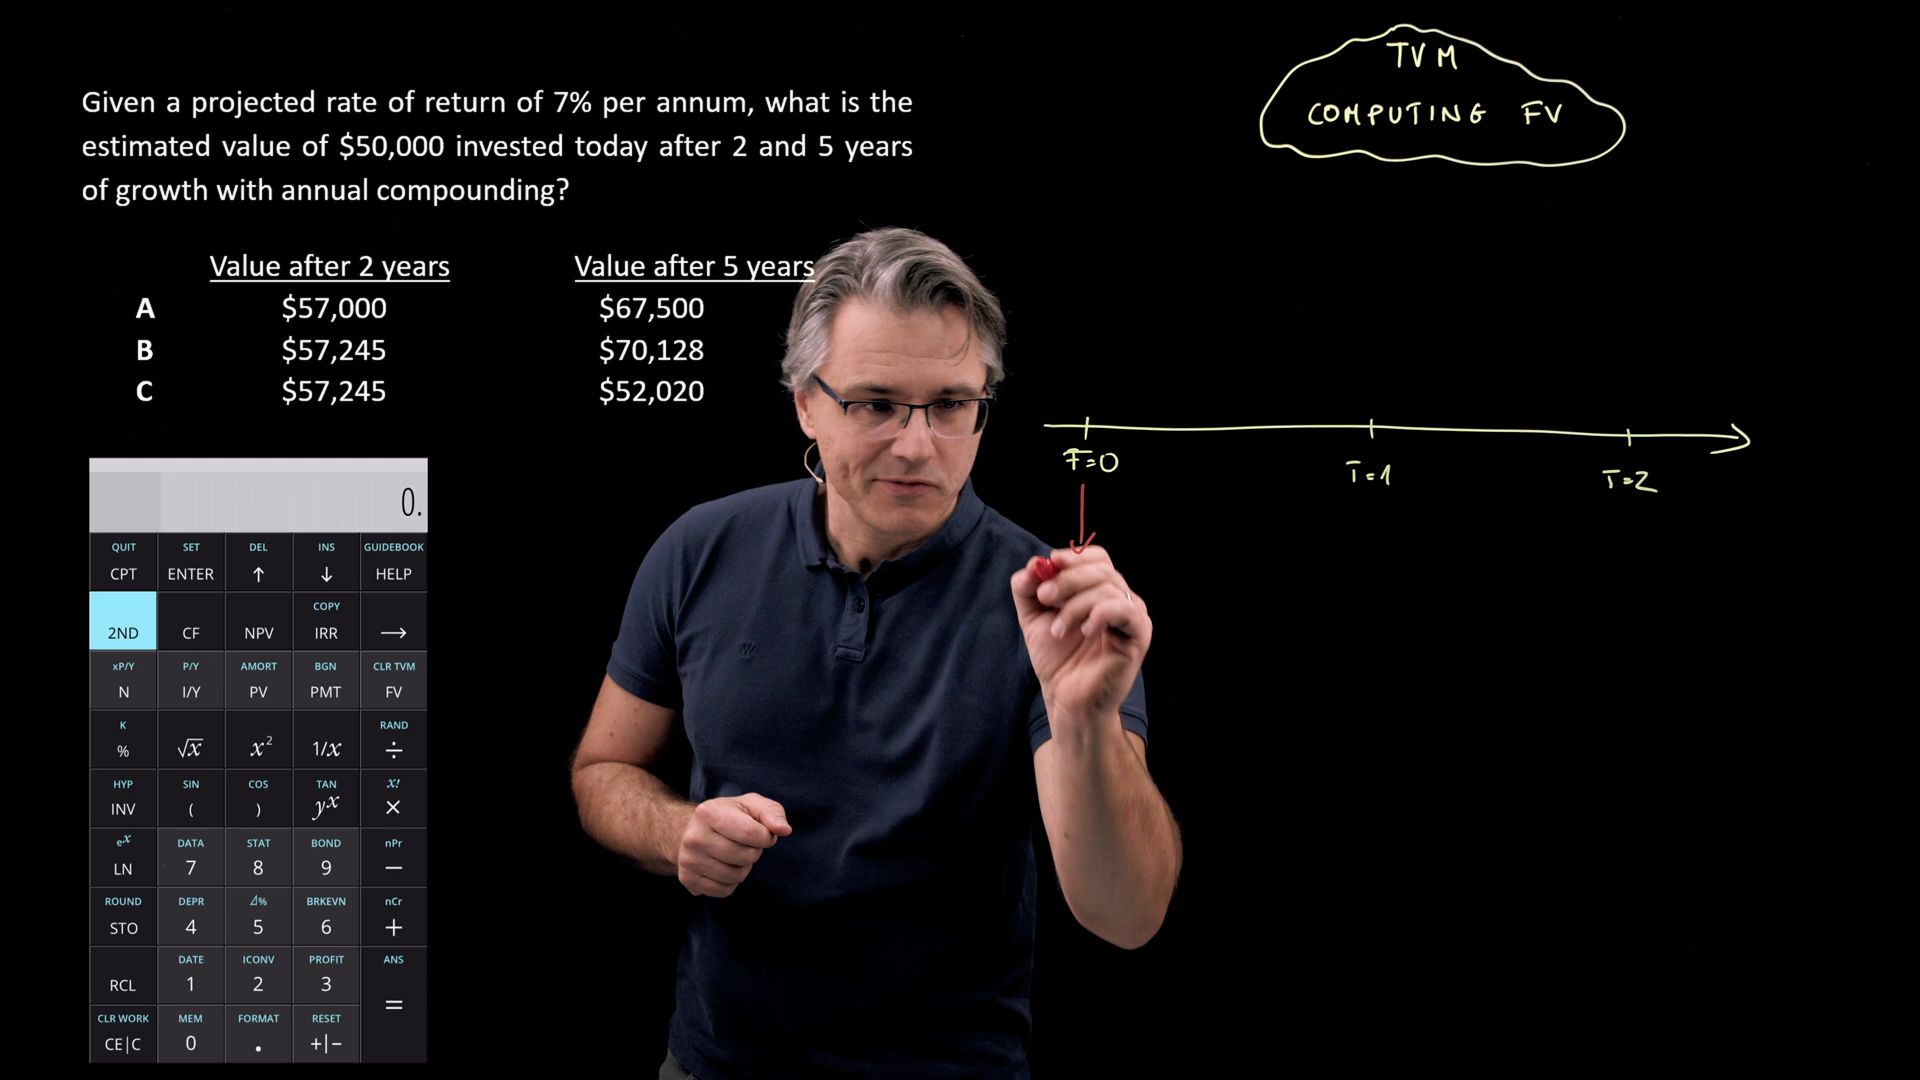 TVM
COMPUTING FV
Given a projected rate of return of 7% per annum, what is the
estimated value of $50,000 invested today after 2 and 5 years
of growth with annual compounding?
Value after 2 years Value after 5 years
A $57,000 $67,500
B $57,245 $70,128
C $57,245 $52,020
T=0 T=1 T=2
0.
QUIT SET DEL INS GUIDEBOOK
CPT ENTER ↑ ↓ HELP
COPY
2ND CF NPV IRR →
xP/Y P/Y AMORT BGN CLR TVM
N I/Y PV PMT FV
K RAND
% √x x² 1/x ÷
HYP SIN COS TAN x!
INV ( ) yˣ ×
eˣ DATA STAT BOND nPr
LN 7 8 9 −
ROUND DEPR Δ% BRKEVN nCr
STO 4 5 6 +
DATE ICONV PROFIT ANS
RCL 1 2 3 =
CLR WORK MEM FORMAT RESET
CE|C 0 . +|−